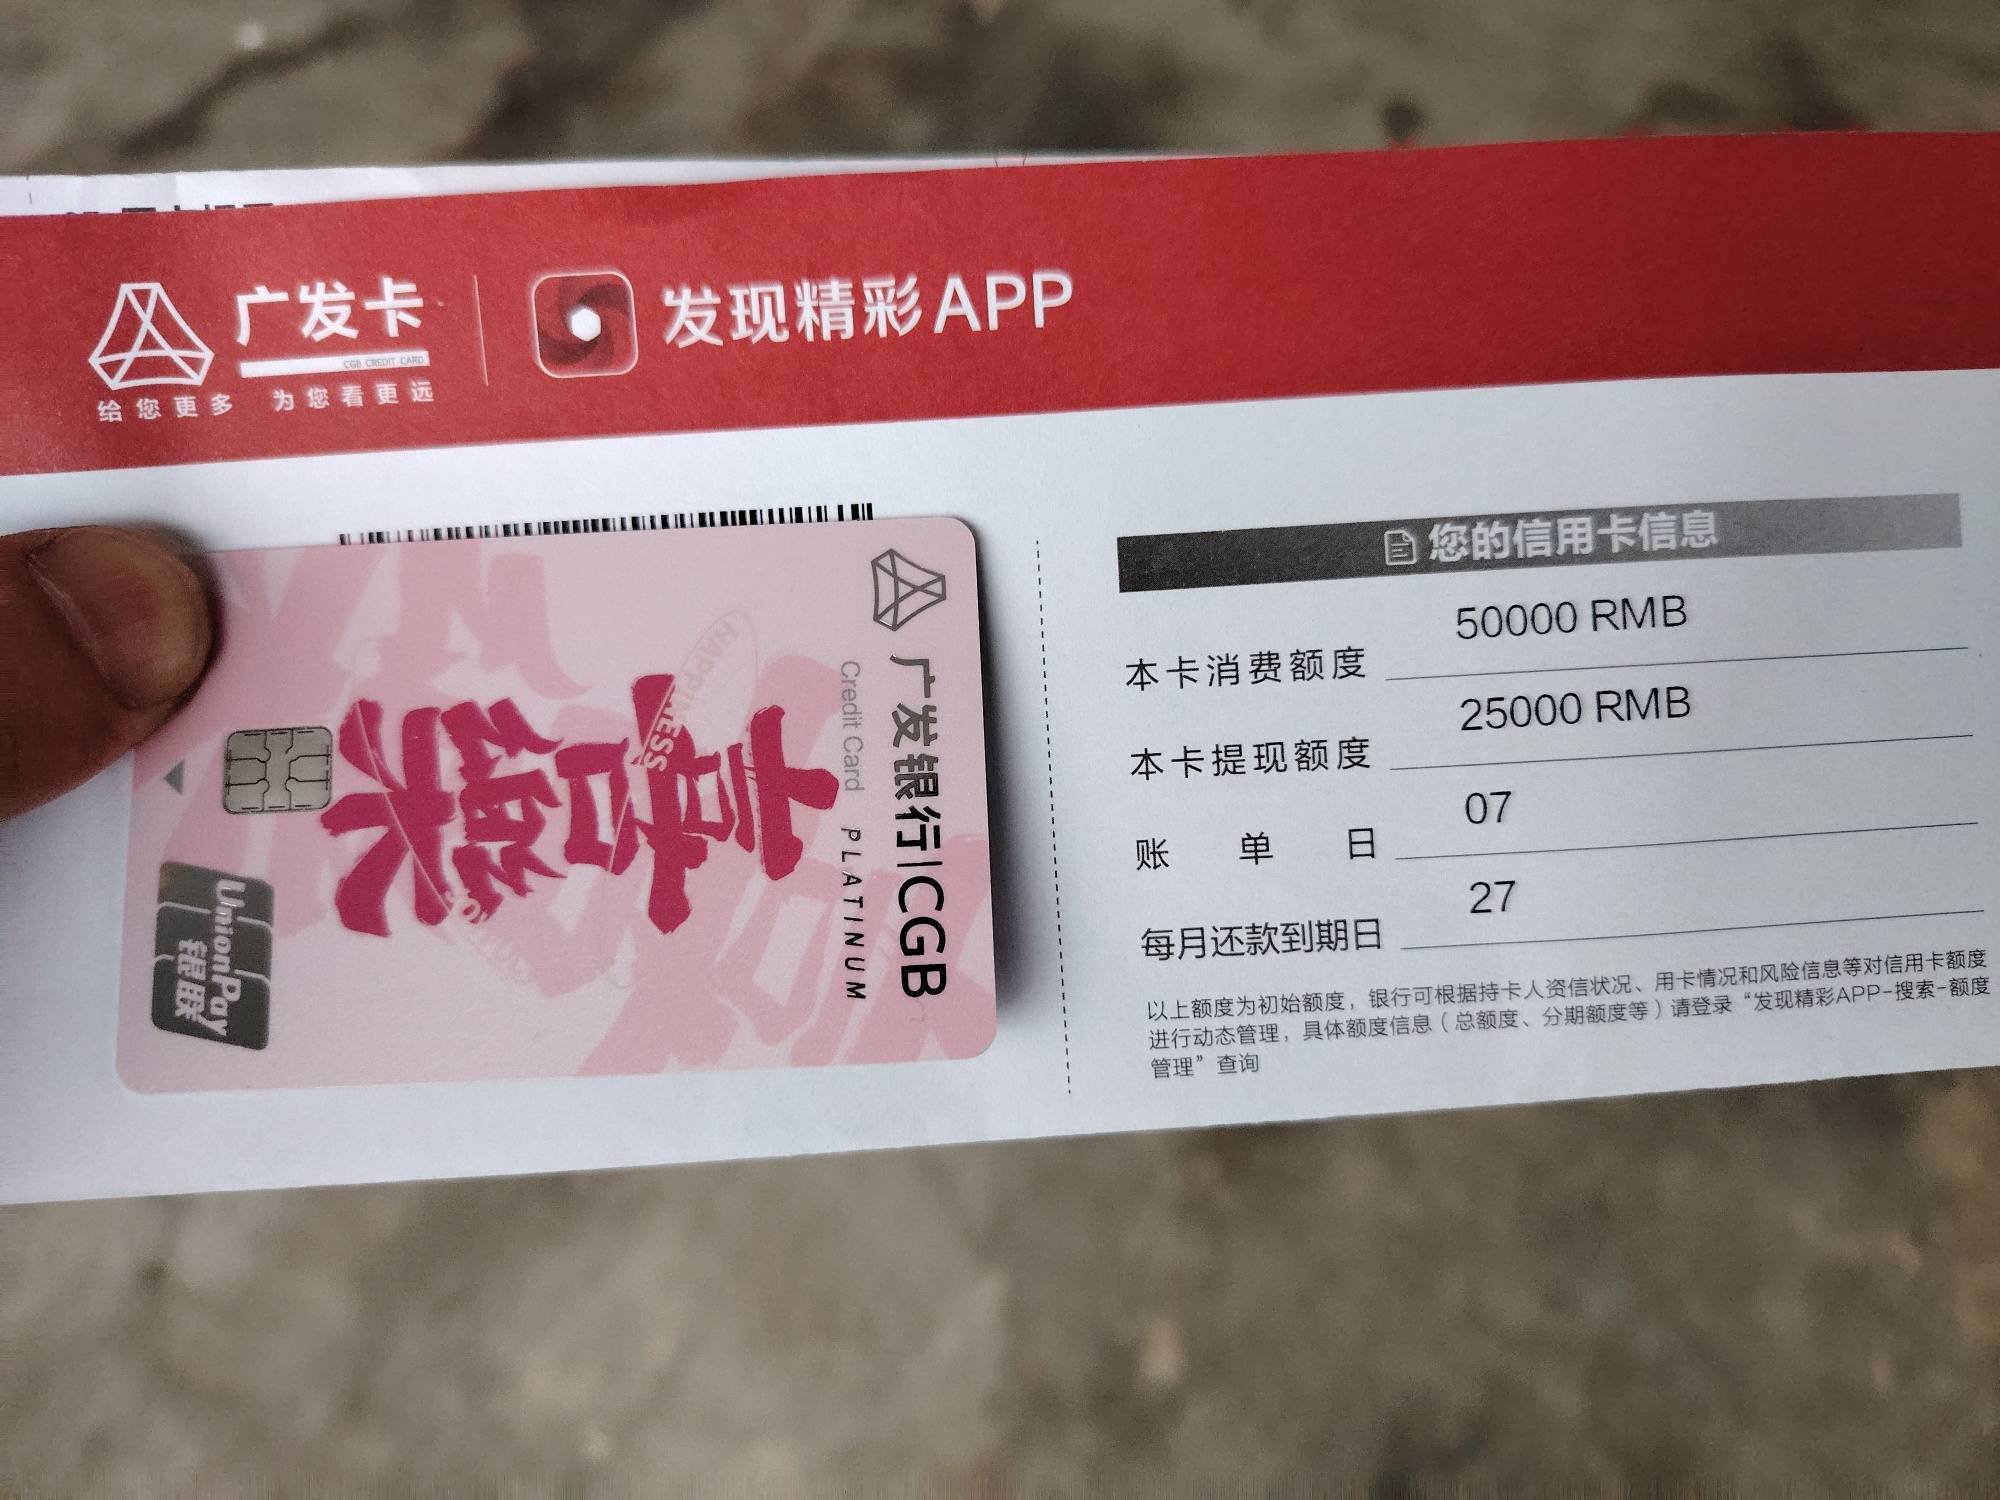 广发卡
CGB CREDIT CARD
给您更多 为您看更远
发现精彩APP
广发银行|CGB
Credit Card PLATINUM
HAPPINESS
喜樂
UnionPay
银联
您的信用卡信息
本卡消费额度 50000 RMB
本卡提现额度 25000 RMB
账单日 07
每月还款到期日 27
以上额度为初始额度，银行可根据持卡人资信状况、用卡情况和风险信息等对信用卡额度
进行动态管理，具体额度信息（总额度、分期额度等）请登录“发现精彩APP-搜索-额度
管理”查询